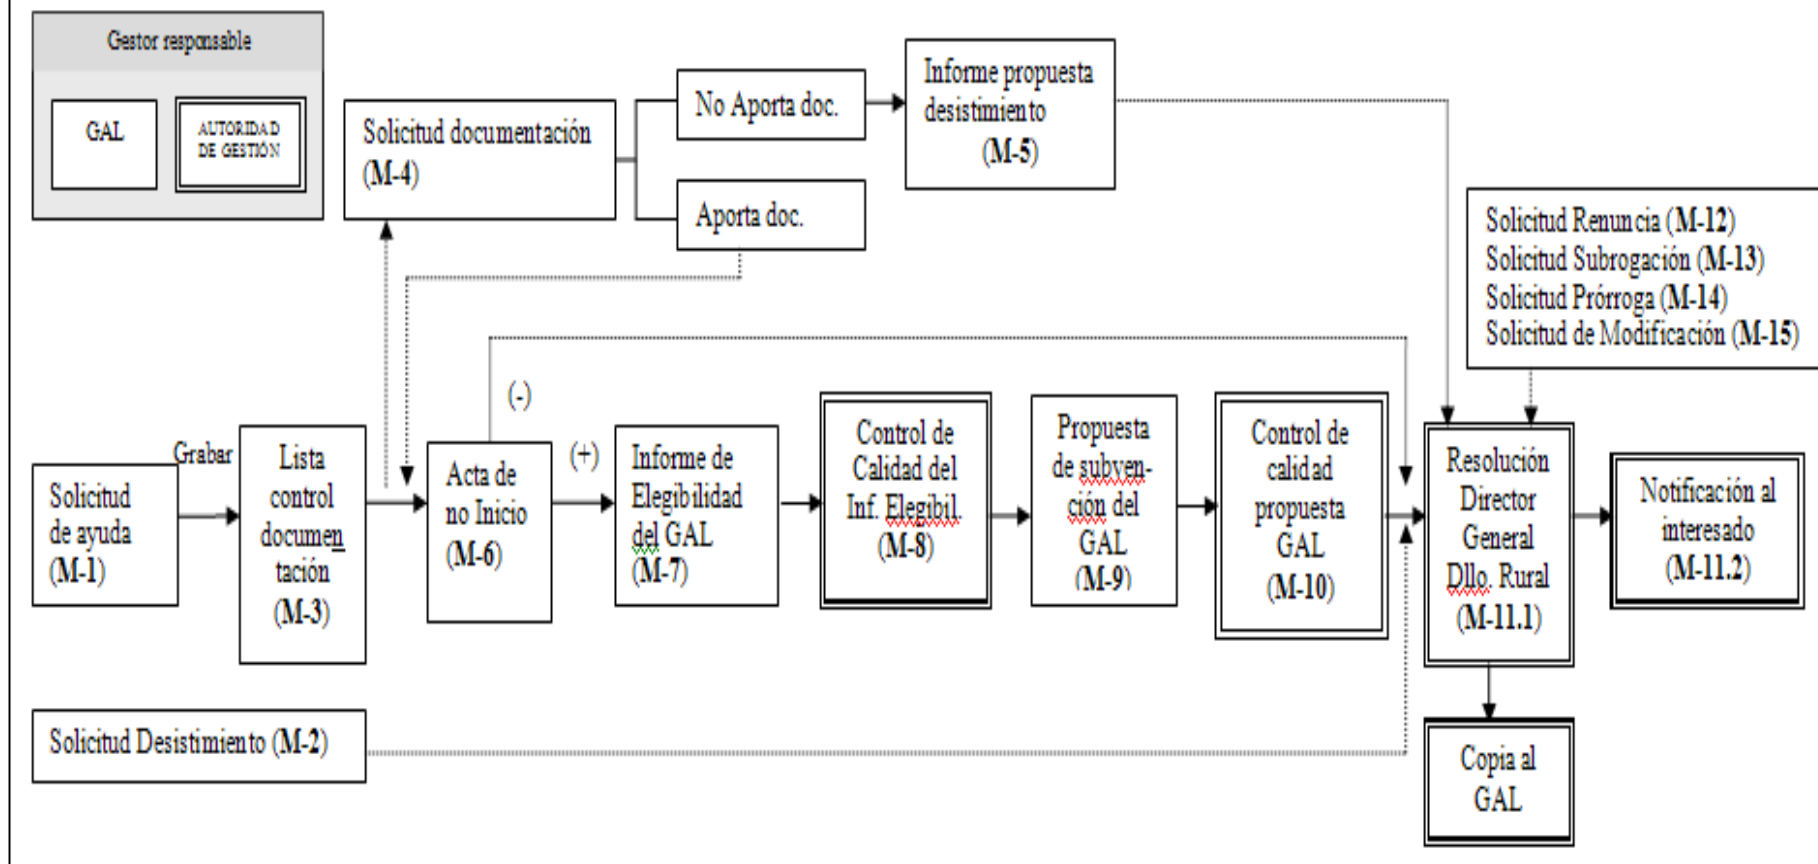 Gestor responsable
GAL
AUTORIDAD
DE GESTIÓN
Solicitud documentación
(M-4)
No Aporta doc.
Aporta doc.
Informe propuesta
desistimiento
(M-5)
Solicitud Renuncia (M-12)
Solicitud Subrogación (M-13)
Solicitud Prórroga (M-14)
Solicitud de Modificación (M-15)
Solicitud
de ayuda
(M-1)
Grabar
Lista
control
documen
tación
(M-3)
Acta de
no Inicio
(M-6)
(-)
(+)
Informe de
Elegibilidad
del GAL
(M-7)
Control de
Calidad del
Inf. Elegibil.
(M-8)
Propuesta
de subven-
ción del
GAL
(M-9)
Control de
calidad
propuesta
GAL
(M-10)
Resolución
Director
General
Dllo. Rural
(M-11.1)
Notificación al
interesado
(M-11.2)
Solicitud Desistimiento (M-2)
Copia al
GAL